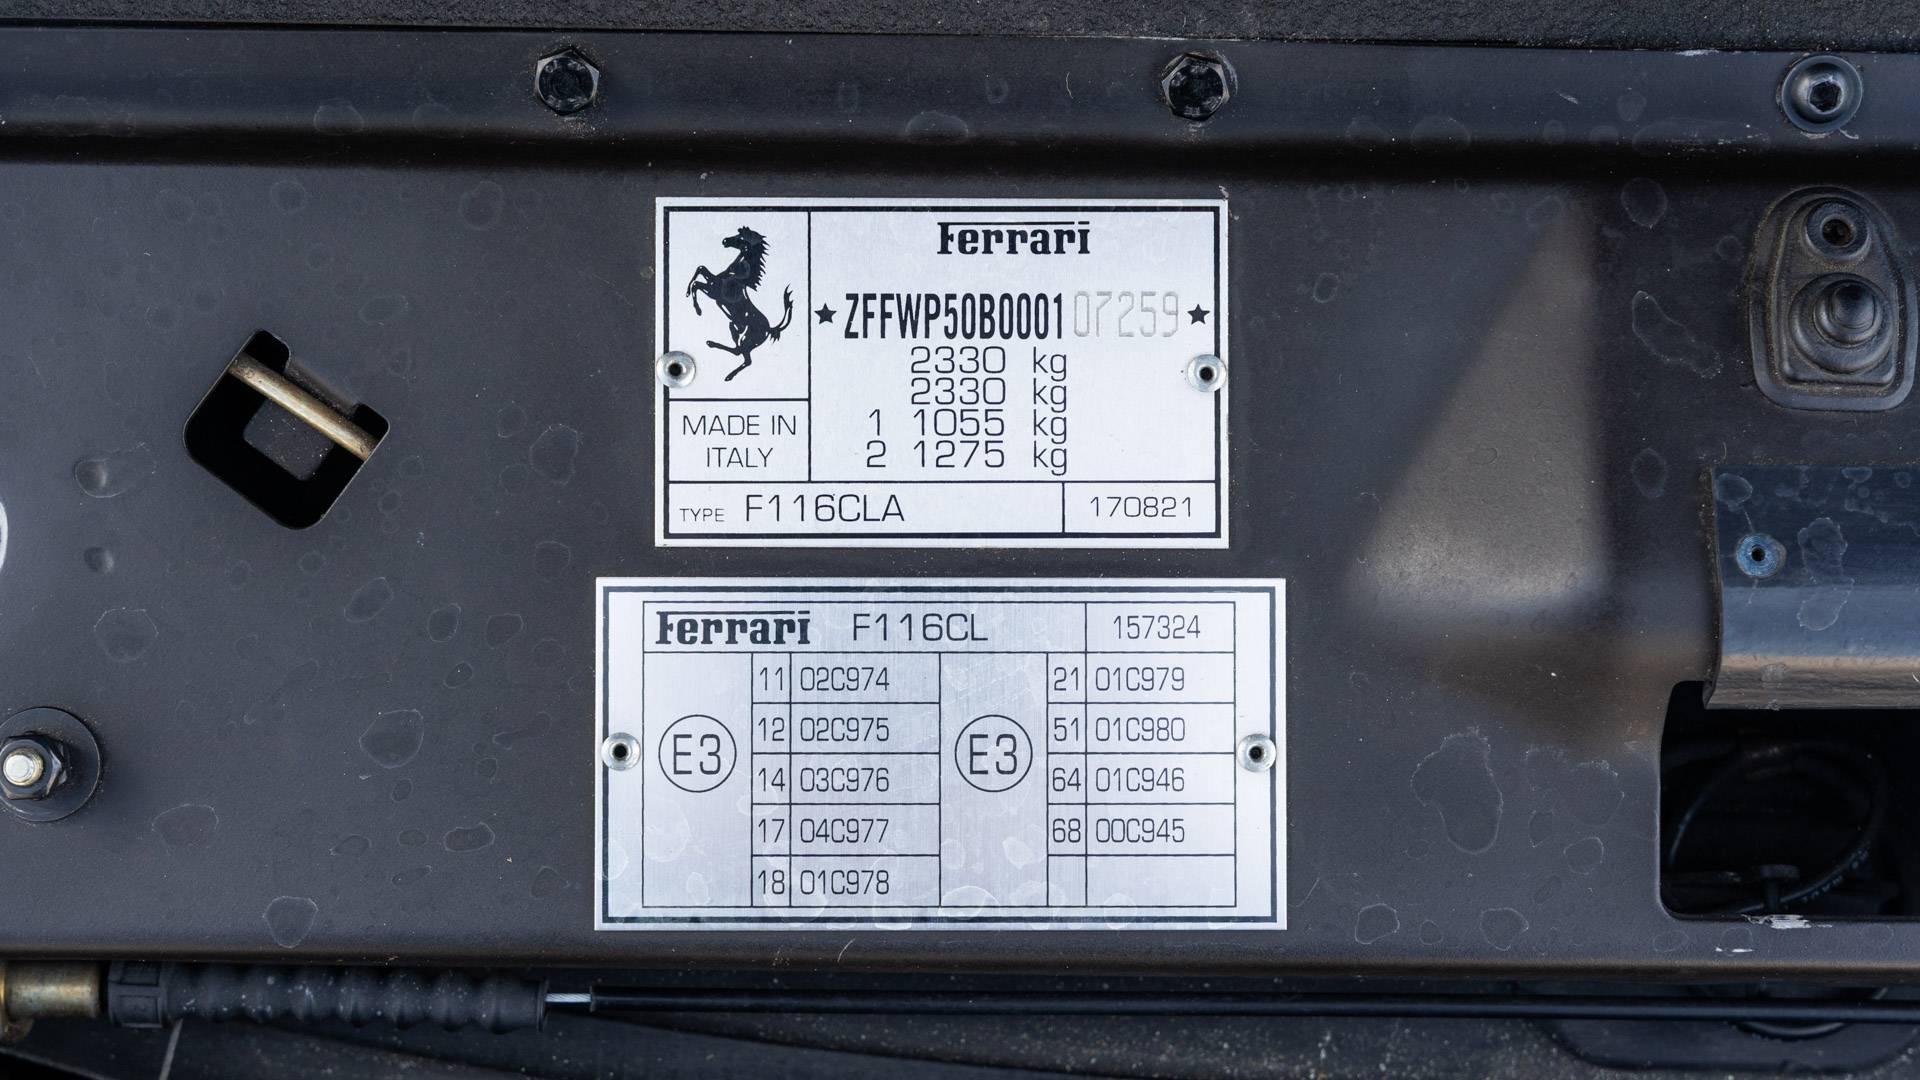 Ferrari
★ZFFWP50B000107259★
2330 kg
2330 kg
1 1055 kg
2 1275 kg
MADE IN
ITALY
TYPE F116CLA
170821
Ferrari F116CL 157324
E3
11 02C974
12 02C975
14 03C976
17 04C977
18 01C978
E3
21 01C979
51 01C980
64 01C946
68 00C945